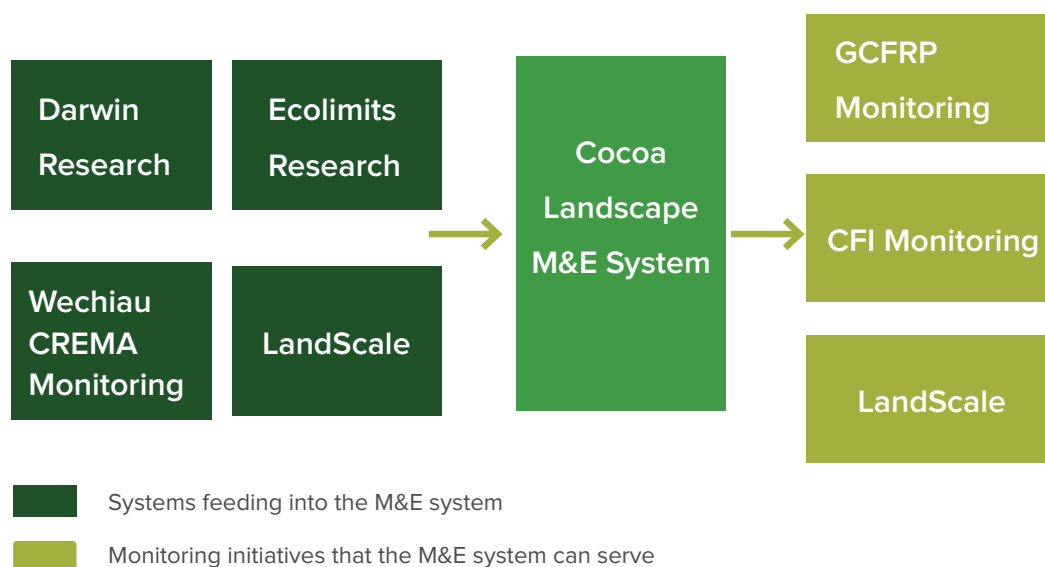 Darwin
Research
Ecolimits
Research
Wechiau
CREMA
Monitoring
LandScale
Cocoa
Landscape
M&E System
GCFRP
Monitoring
CFI Monitoring
LandScale
Systems feeding into the M&E system
Monitoring initiatives that the M&E system can serve